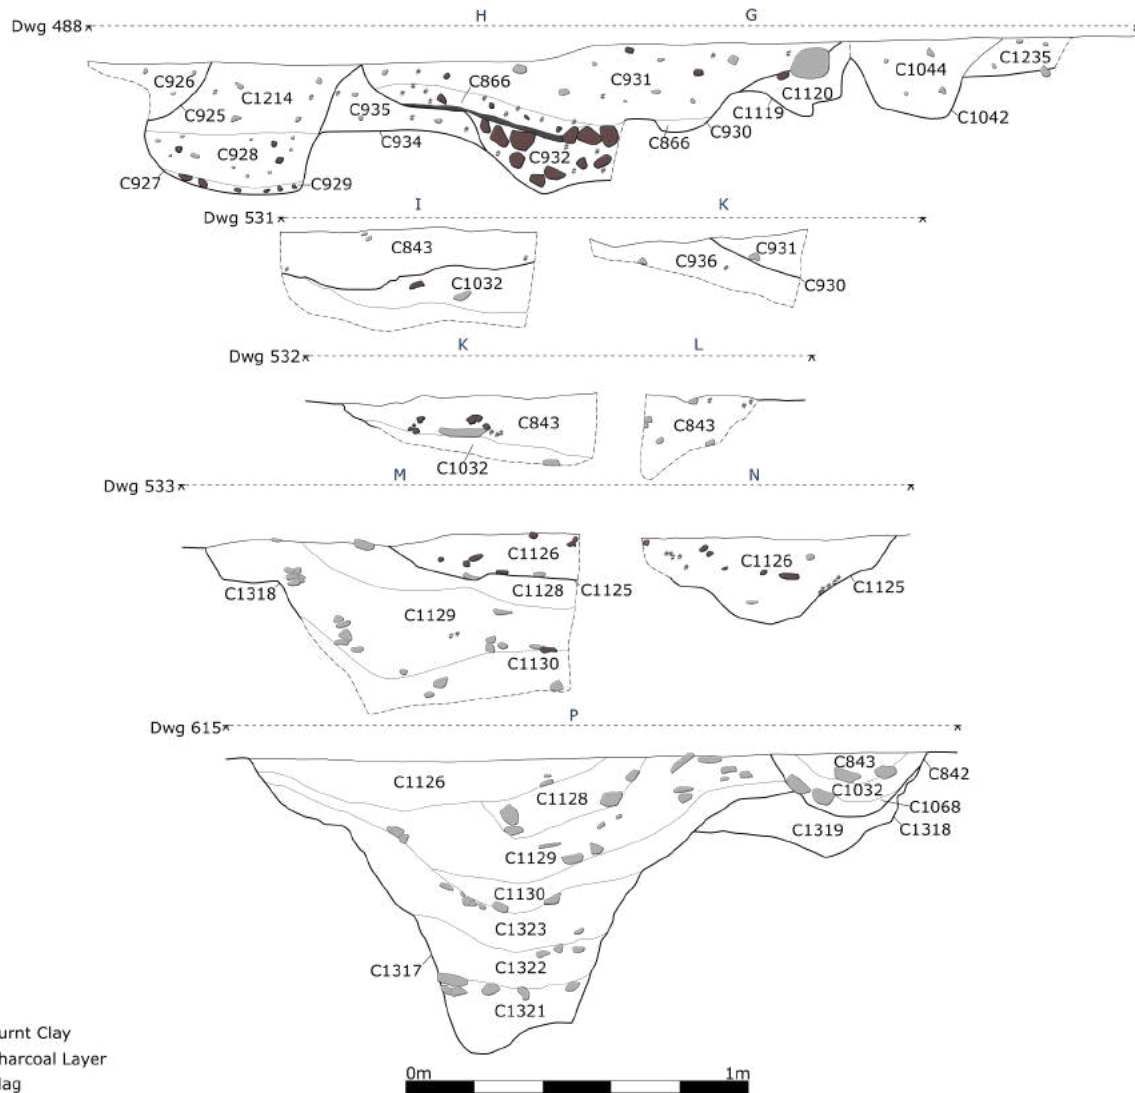 H G
Dwg 488
C926 C1214 C866 C931 C1044 C1235
C925 C935 C1120
C934 C1119 C1042
C928 C932 C866 C930
C927 C929
I K
Dwg 531
C843 C931
C1032 C936 C930
K L
Dwg 532
C843 C843
C1032
M N
Dwg 533
C1126 C1126
C1318 C1128 C1125 C1125
C1129
C1130
P
Dwg 615
C1126 C843 C842
C1128 C1032
C1068
C1319 C1318
C1129
C1130
C1323
C1317 C1322
C1321
urnt Clay
harcoal Layer
lag
0m 1m